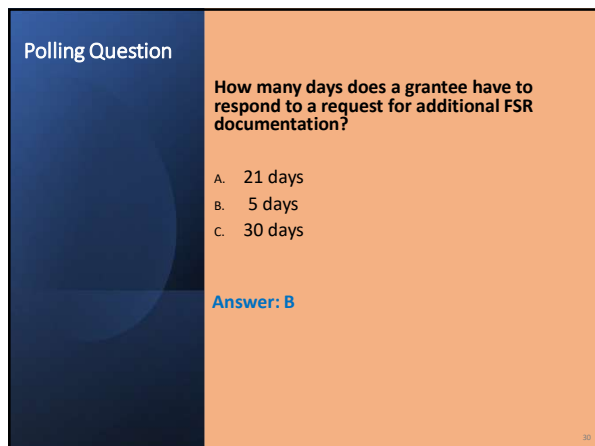 Polling Question
How many days does a grantee have to
respond to a request for additional FSR
documentation?
A. 21 days
B. 5 days
C. 30 days
Answer: B
30